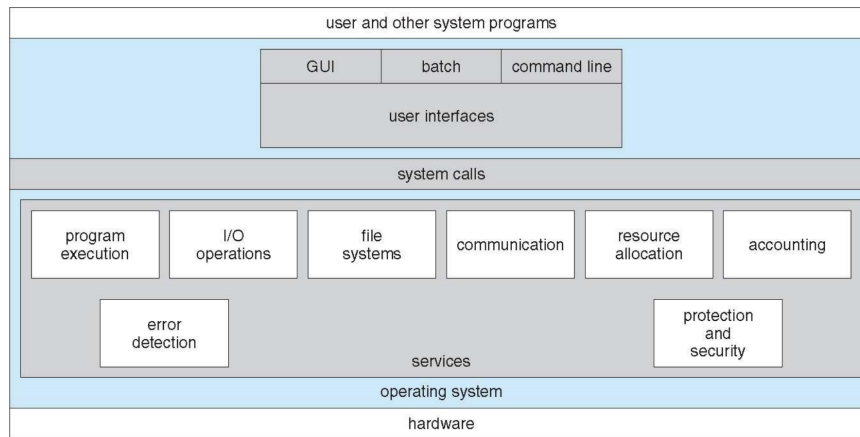 user and other system programs
GUI
batch
command line
user interfaces
system calls
program
execution
I/O
operations
file
systems
communication
resource
allocation
accounting
error
detection
protection
and
security
services
operating system
hardware